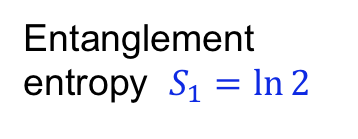 Entanglement
entropy S₁ = ln 2